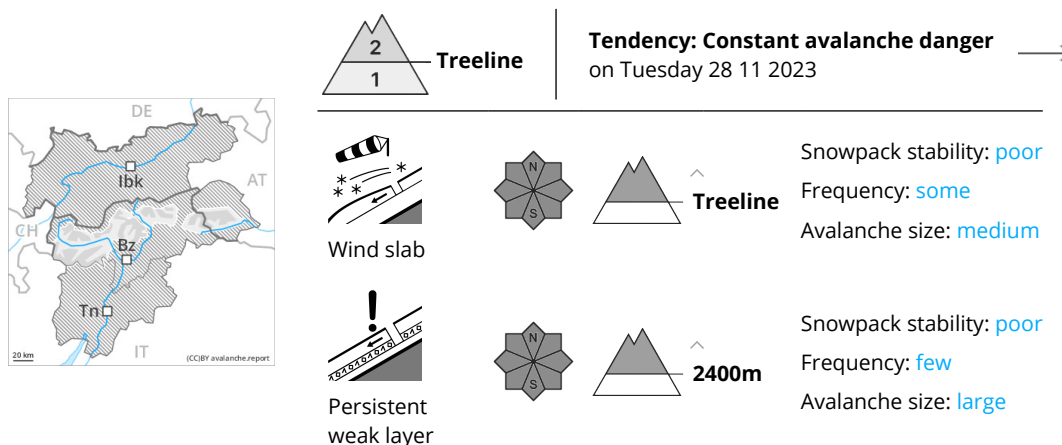 2
1
Treeline
Tendency: Constant avalanche danger
on Tuesday 28 11 2023
DE
Ibk
AT
CH
Bz
Tn
IT
20 km
(CC)BY avalanche.report
Wind slab
N
S
Treeline
Snowpack stability: poor
Frequency: some
Avalanche size: medium
Persistent
weak layer
N
S
2400m
Snowpack stability: poor
Frequency: few
Avalanche size: large